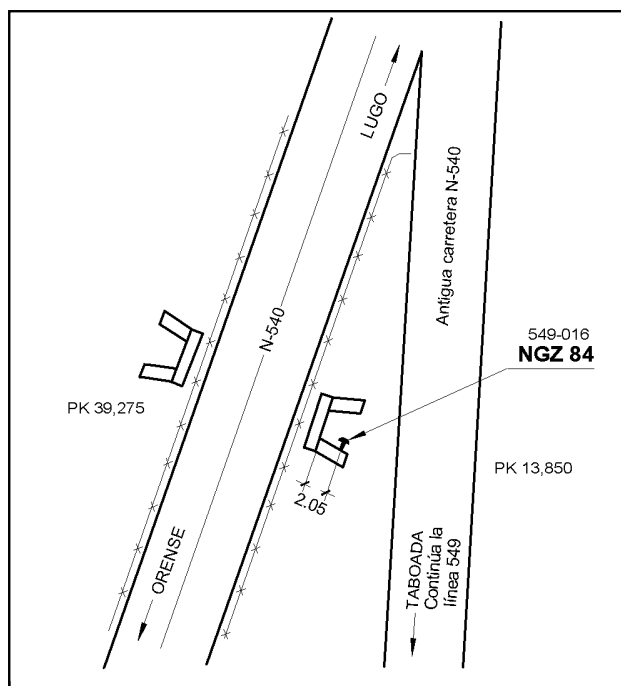 LUGO
Antigua carretera N-540
N-540
549-016
NGZ 84
PK 39,275
PK 13,850
2.05
ORENSE
TABOADA
Continúa la
línea 549